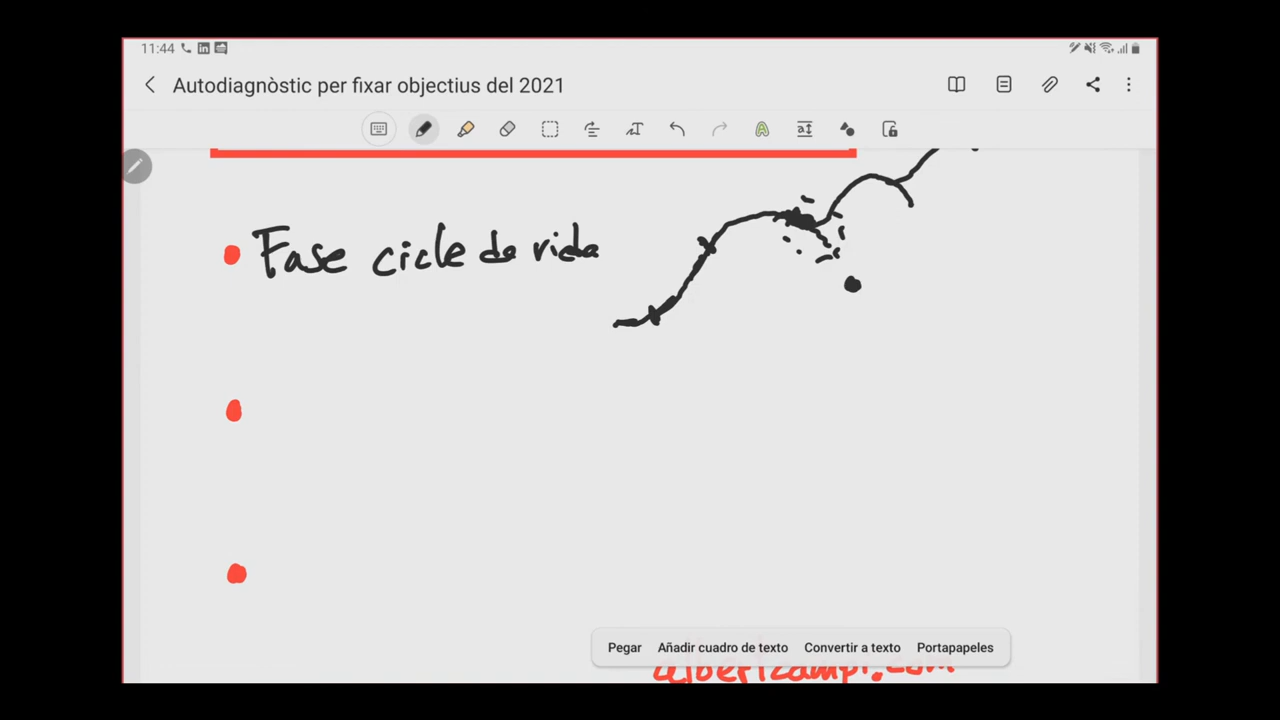 11:44
Autodiagnòstic per fixar objectius del 2021
Fase cicle de vida
Pegar Añadir cuadro de texto Convertir a texto Portapapeles